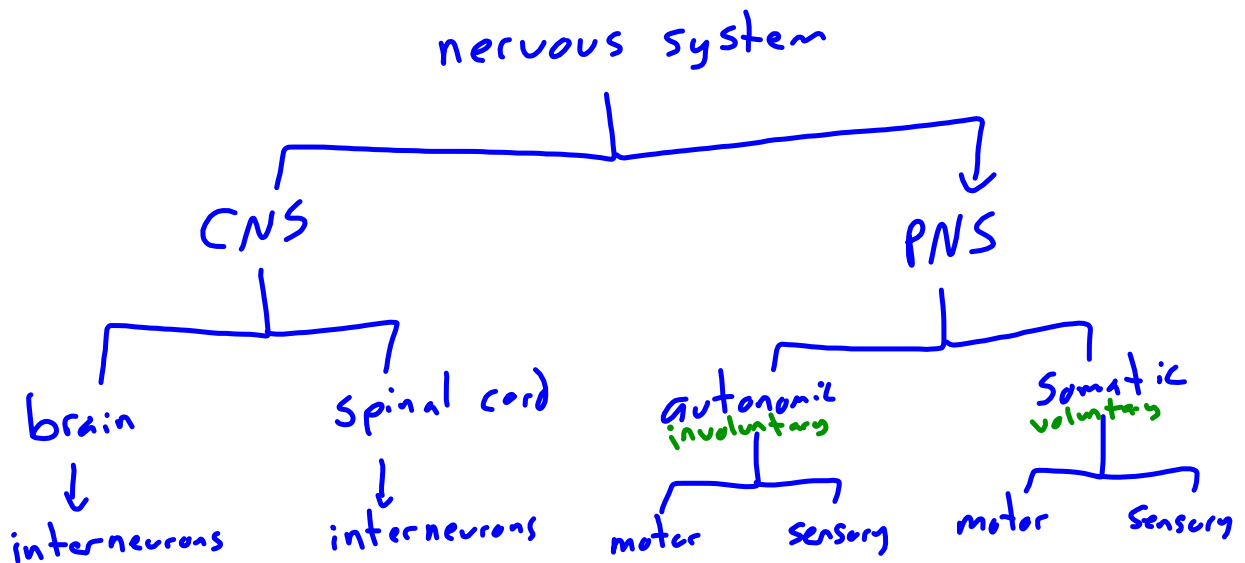 nervous system
CNS
PNS
brain
spinal cord
autonomic
involuntary
somatic
voluntary
interneurons
interneurons
motor
sensory
motor
sensory